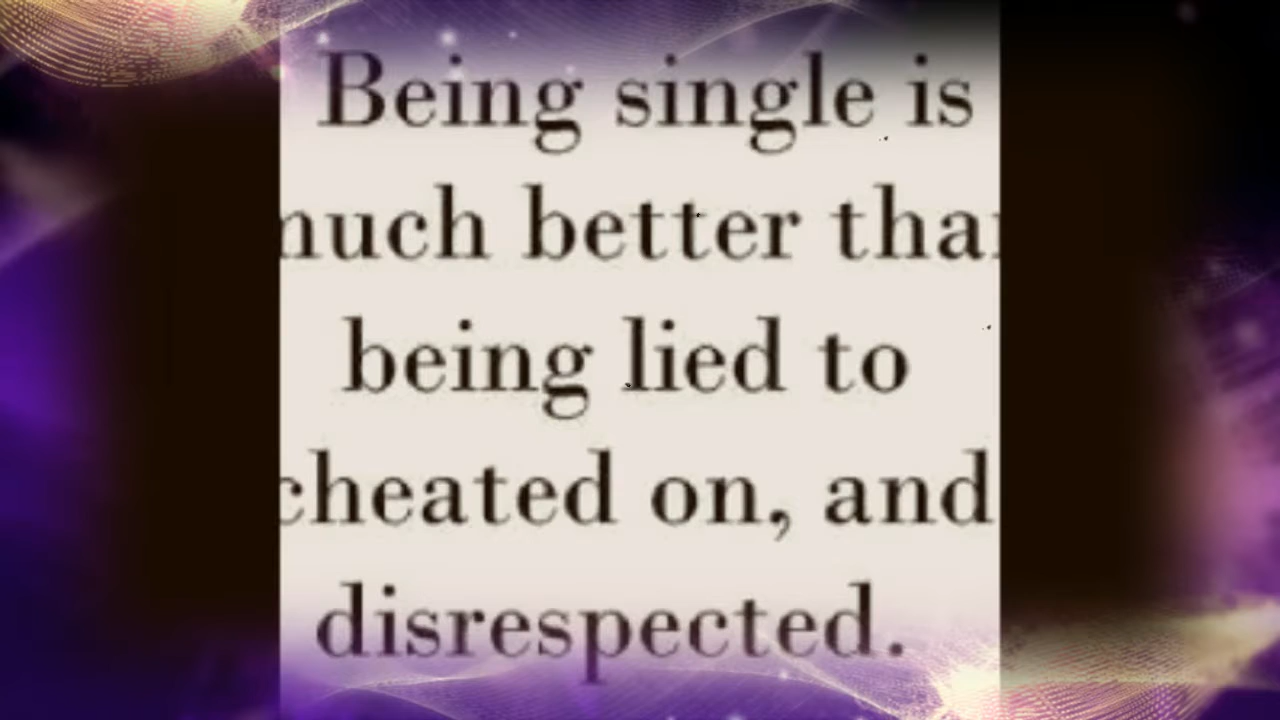 Being single is
much better than
being lied to
cheated on, and
disrespected.